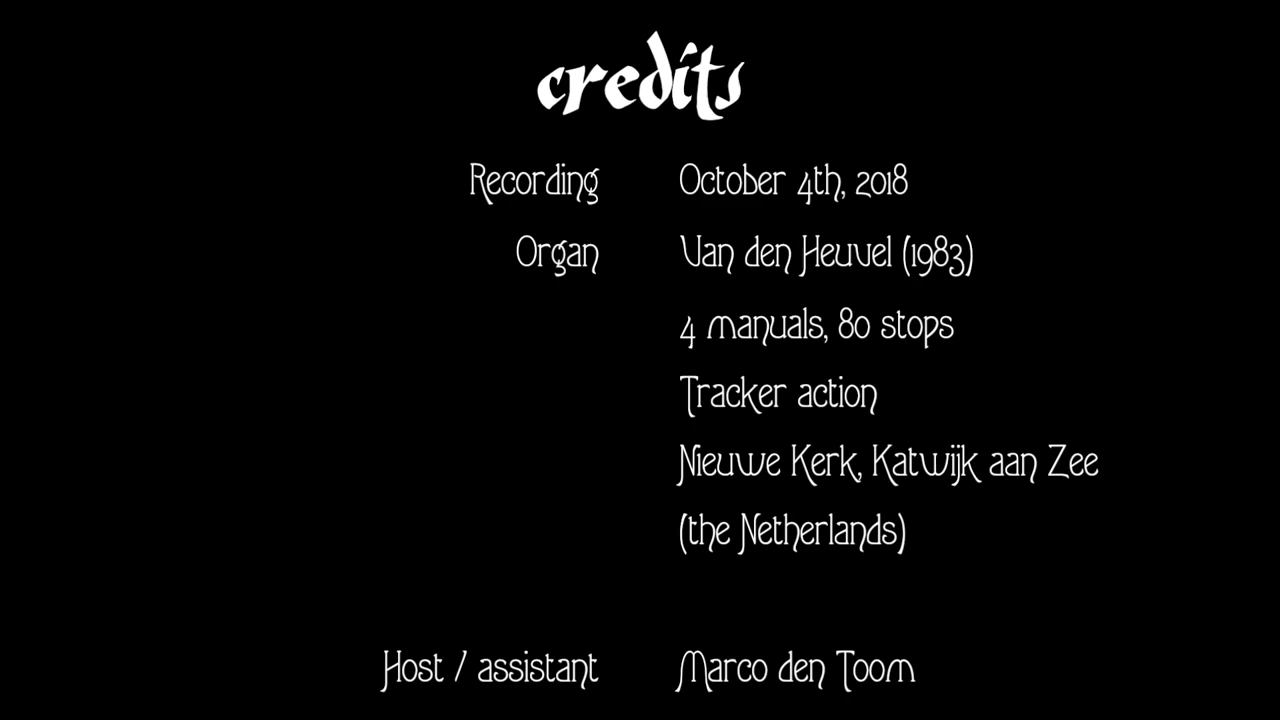 credits
Recording October 4th, 2018
Organ Van den Heuvel (1983)
4 manuals, 80 stops
Tracker action
Nieuwe Kerk, Katwijk aan Zee
(the Netherlands)
Host / assistant Marco den Toom